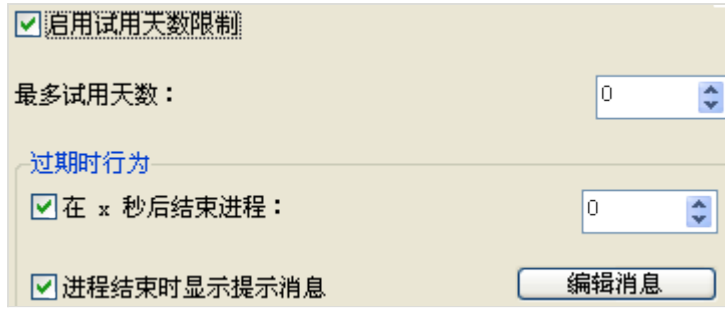 启用试用天数限制
最多试用天数： 0
过期时行为
在 x 秒后结束进程： 0
进程结束时显示提示消息 编辑消息